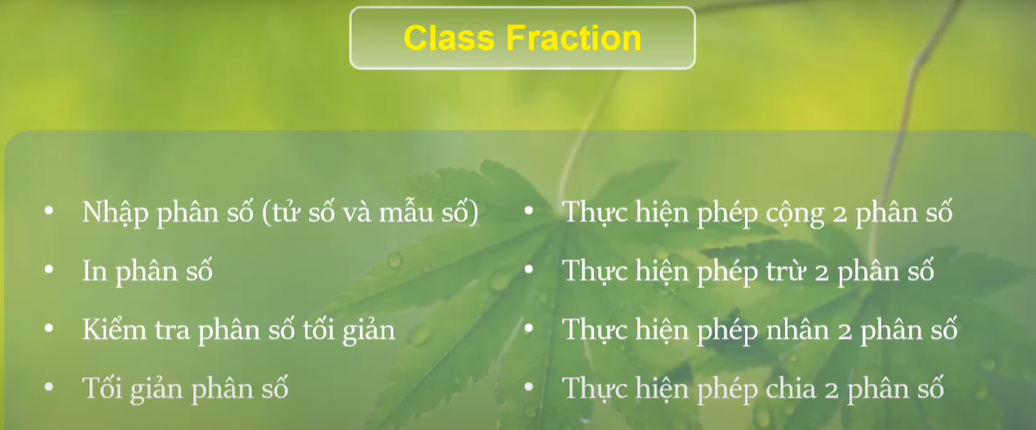 Class Fraction
• Nhập phân số (tử số và mẫu số)
• In phân số
• Kiểm tra phân số tối giản
• Tối giản phân số
• Thực hiện phép cộng 2 phân số
• Thực hiện phép trừ 2 phân số
• Thực hiện phép nhân 2 phân số
• Thực hiện phép chia 2 phân số